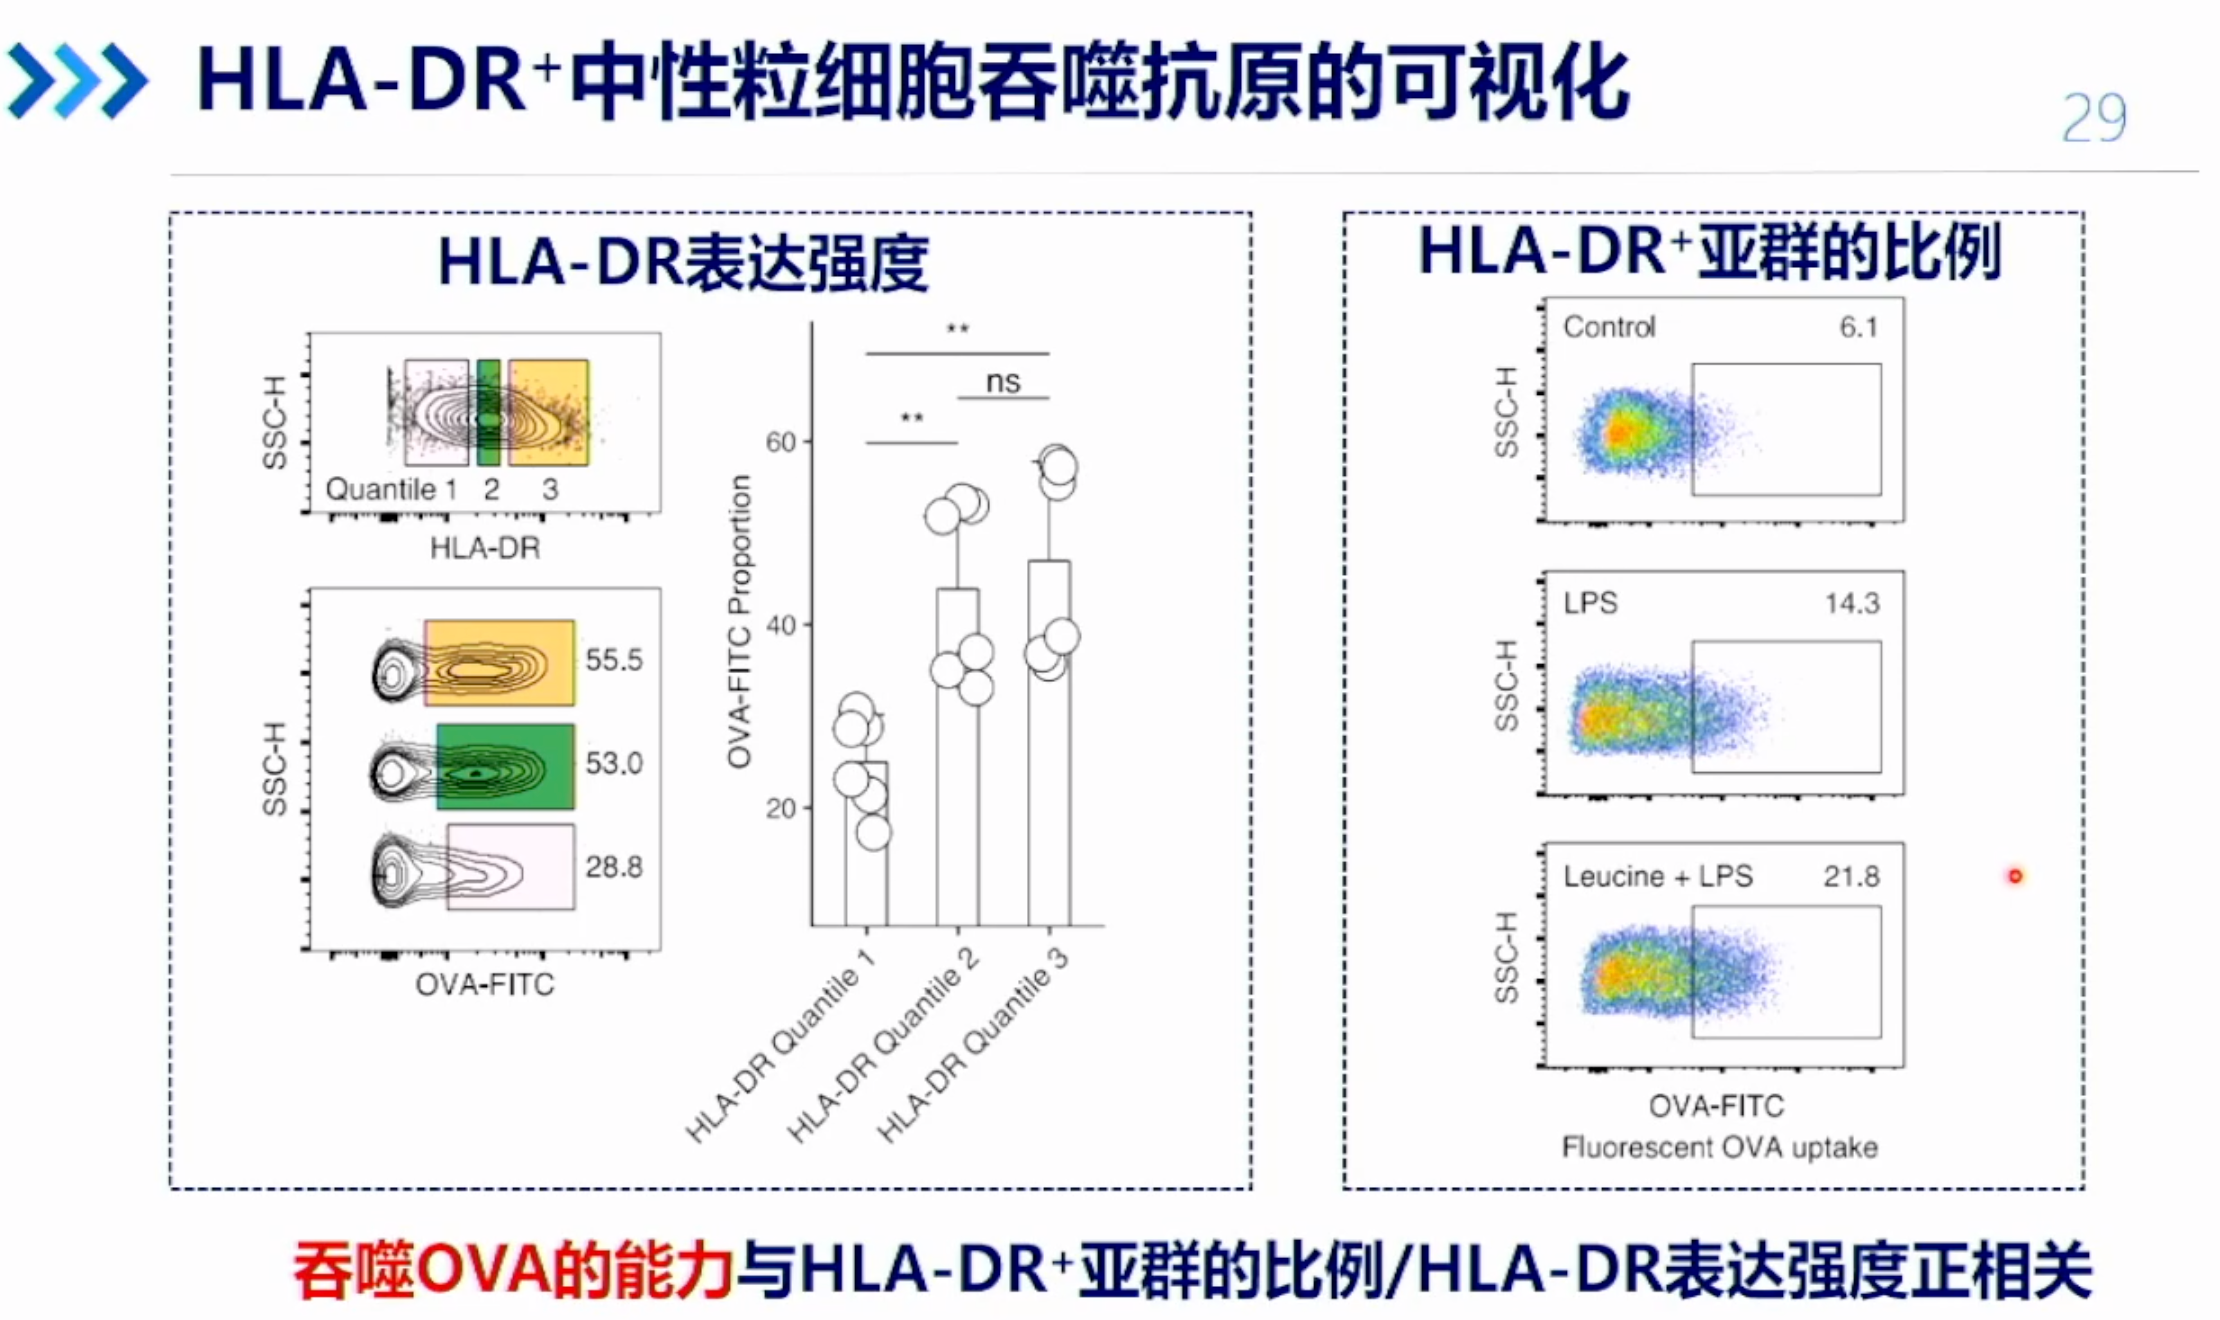 HLA-DR⁺中性粒细胞吞噬抗原的可视化
29
HLA-DR表达强度
SSC-H
Quantile 1 2 3
HLA-DR
SSC-H
55.5
53.0
28.8
OVA-FITC
OVA-FITC Proportion
60
40
20
**
ns
**
HLA-DR Quantile 1
HLA-DR Quantile 2
HLA-DR Quantile 3
HLA-DR⁺亚群的比例
Control 6.1
SSC-H
LPS 14.3
SSC-H
Leucine + LPS 21.8
SSC-H
OVA-FITC
Fluorescent OVA uptake
吞噬OVA的能力与HLA-DR⁺亚群的比例/HLA-DR表达强度正相关